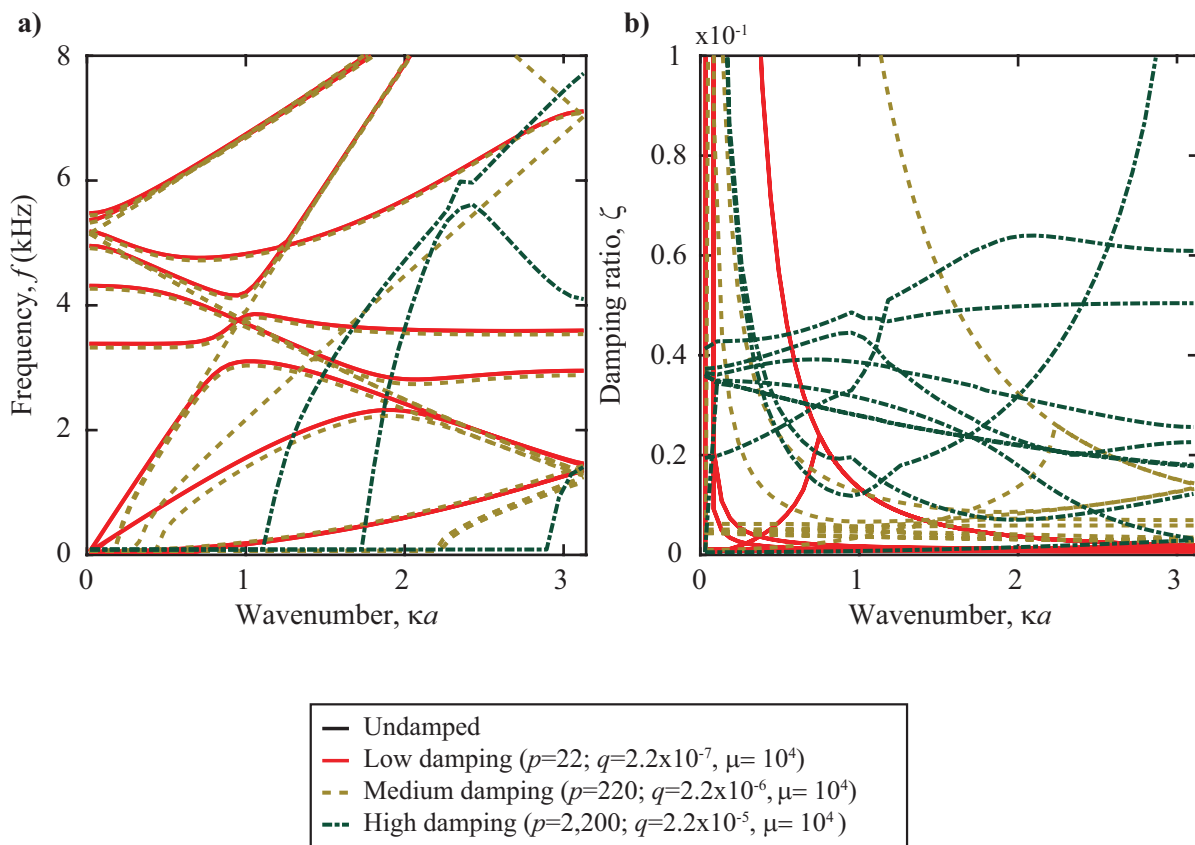 a)
8
6
4
2
0
Frequency, f (kHz)
0 1 2 3
Wavenumber, κa
b)
x10-1
1
0.8
0.6
0.4
0.2
0
Damping ratio, ζ
0 1 2 3
Wavenumber, κa
Undamped
Low damping (p=22; q=2.2x10-7, μ= 104)
Medium damping (p=220; q=2.2x10-6, μ= 104)
High damping (p=2,200; q=2.2x10-5, μ= 104)